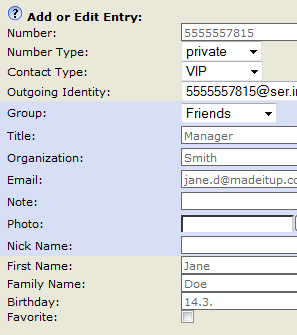 ? Add or Edit Entry:
Number: 5555557815
Number Type: private
Contact Type: VIP
Outgoing Identity: 5555557815@ser.i
Group: Friends
Title: Manager
Organization: Smith
Email: jane.d@madeitup.co
Note:
Photo:
Nick Name:
First Name: Jane
Family Name: Doe
Birthday: 14.3.
Favorite: